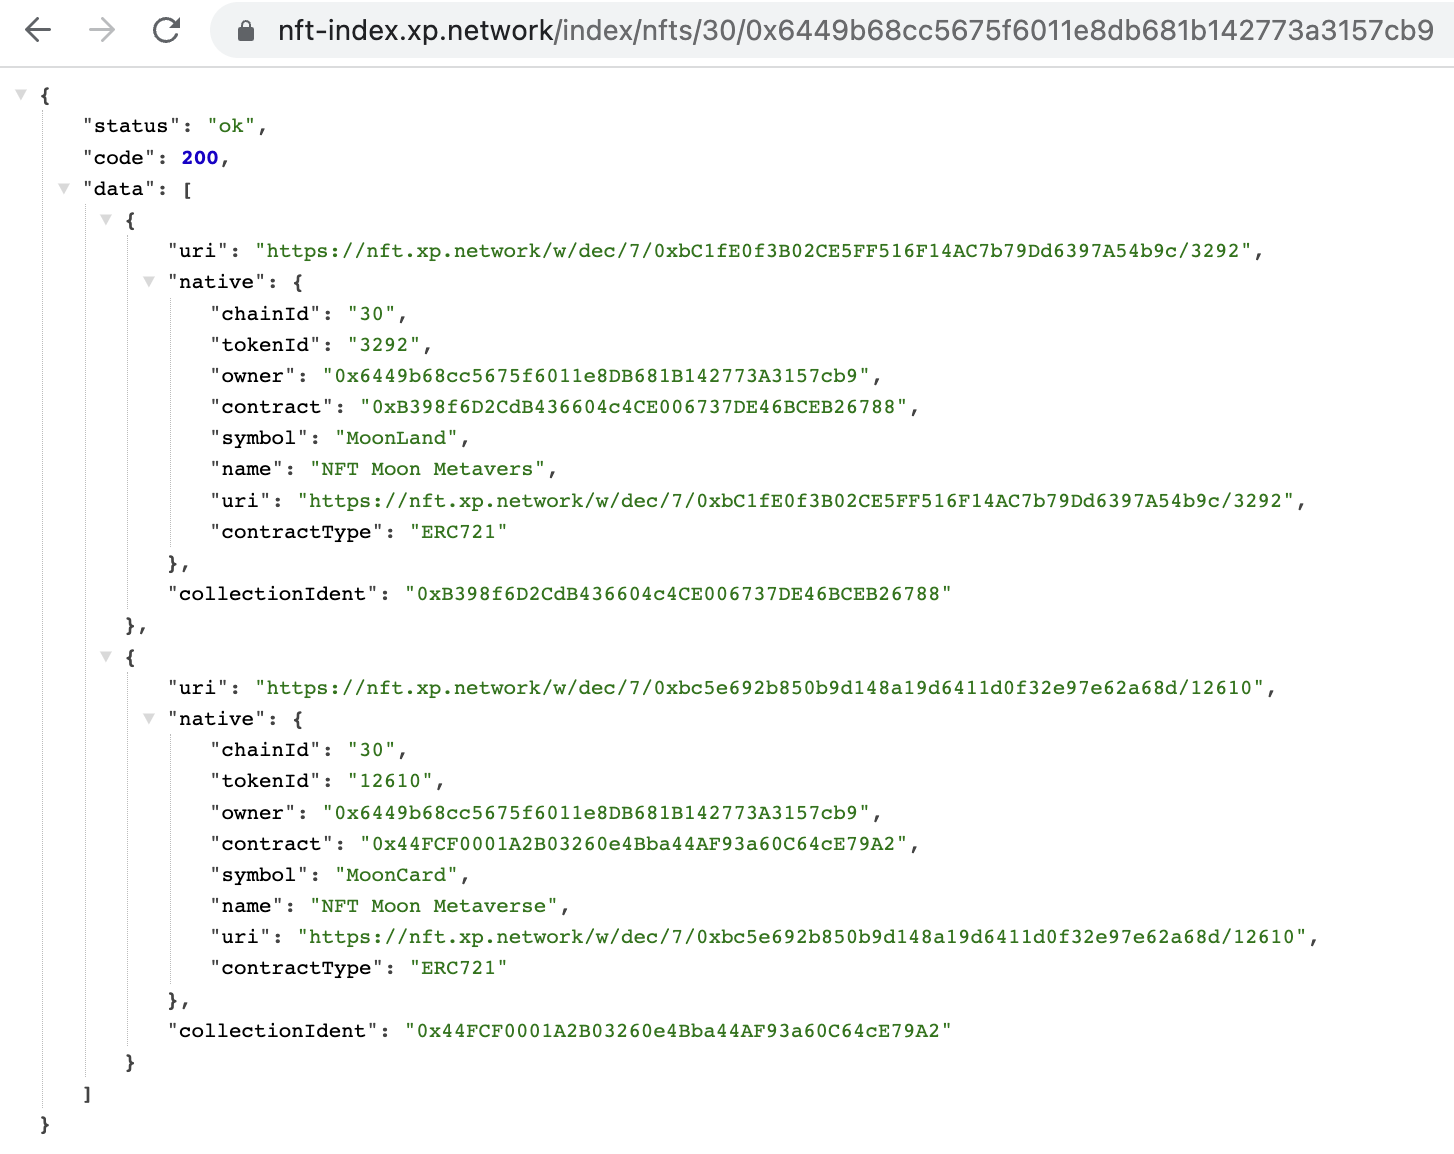 nft-index.xp.network/index/nfts/30/0x6449b68cc5675f6011e8db681b142773a3157cb9
{
"status": "ok",
"code": 200,
"data": [
{
"uri": "https://nft.xp.network/w/dec/7/0xbC1fE0f3B02CE5FF516F14AC7b79Dd6397A54b9c/3292",
"native": {
"chainId": "30",
"tokenId": "3292",
"owner": "0x6449b68cc5675f6011e8DB681B142773A3157cb9",
"contract": "0xB398f6D2CdB436604c4CE006737DE46BCEB26788",
"symbol": "MoonLand",
"name": "NFT Moon Metavers",
"uri": "https://nft.xp.network/w/dec/7/0xbC1fE0f3B02CE5FF516F14AC7b79Dd6397A54b9c/3292",
"contractType": "ERC721"
},
"collectionIdent": "0xB398f6D2CdB436604c4CE006737DE46BCEB26788"
},
{
"uri": "https://nft.xp.network/w/dec/7/0xbc5e692b850b9d148a19d6411d0f32e97e62a68d/12610",
"native": {
"chainId": "30",
"tokenId": "12610",
"owner": "0x6449b68cc5675f6011e8DB681B142773A3157cb9",
"contract": "0x44FCF0001A2B03260e4Bba44AF93a60C64cE79A2",
"symbol": "MoonCard",
"name": "NFT Moon Metaverse",
"uri": "https://nft.xp.network/w/dec/7/0xbc5e692b850b9d148a19d6411d0f32e97e62a68d/12610",
"contractType": "ERC721"
},
"collectionIdent": "0x44FCF0001A2B03260e4Bba44AF93a60C64cE79A2"
}
]
}